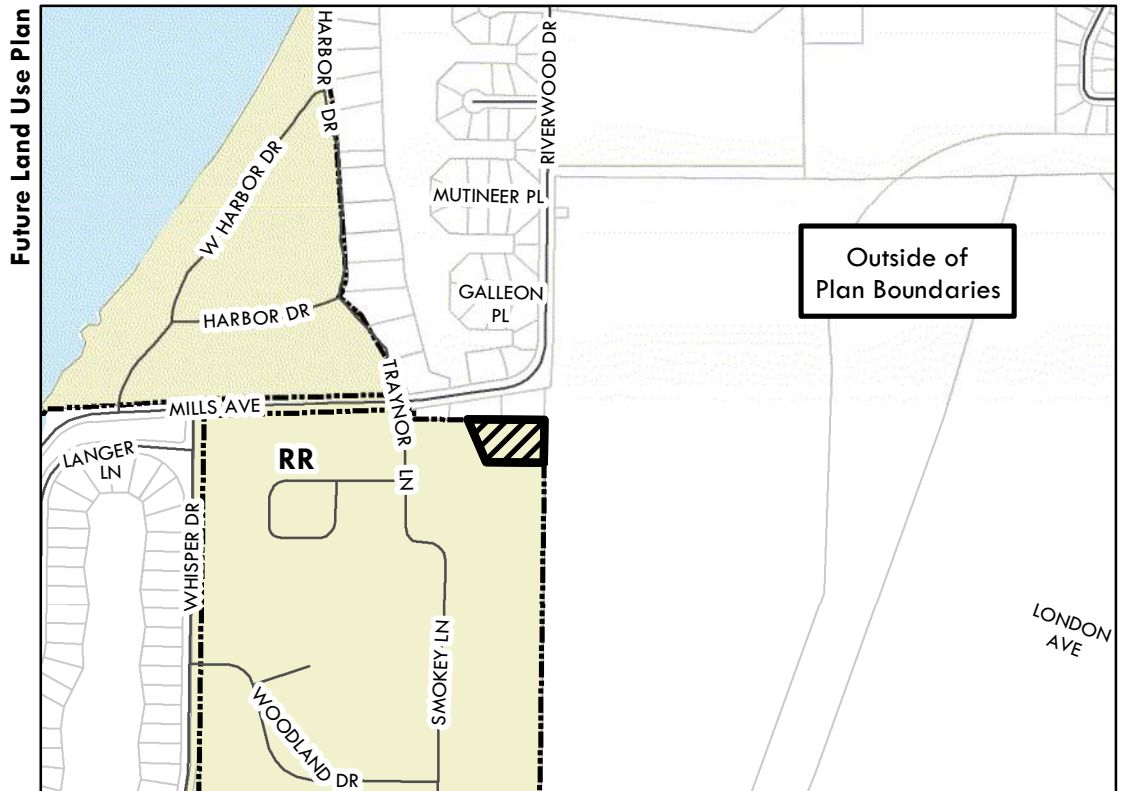 Future Land Use Plan
HARBOR DR
RIVERWOOD DR
W HARBOR DR
MUTINEER PL
Outside of
Plan Boundaries
GALLEON
PL
HARBOR DR
TRAYNOR LN
MILLS AVE
LANGER
LN
RR
WHISPER DR
SMOKEY LN
LONDON
AVE
WOODLAND DR